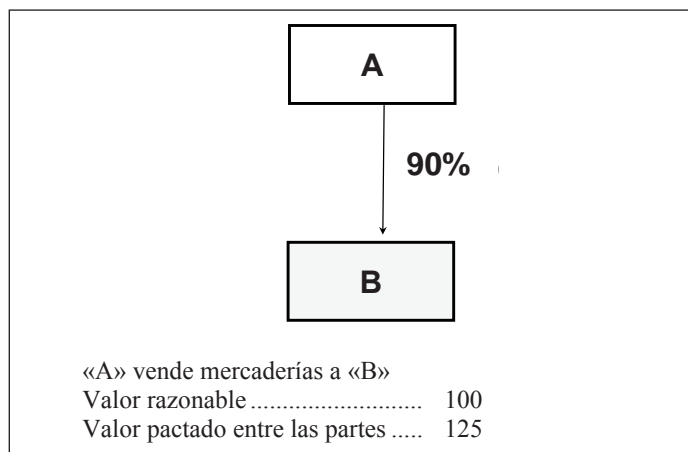 A
90%
B
«A» vende mercaderías a «B»
Valor razonable ........................... 100
Valor pactado entre las partes ..... 125